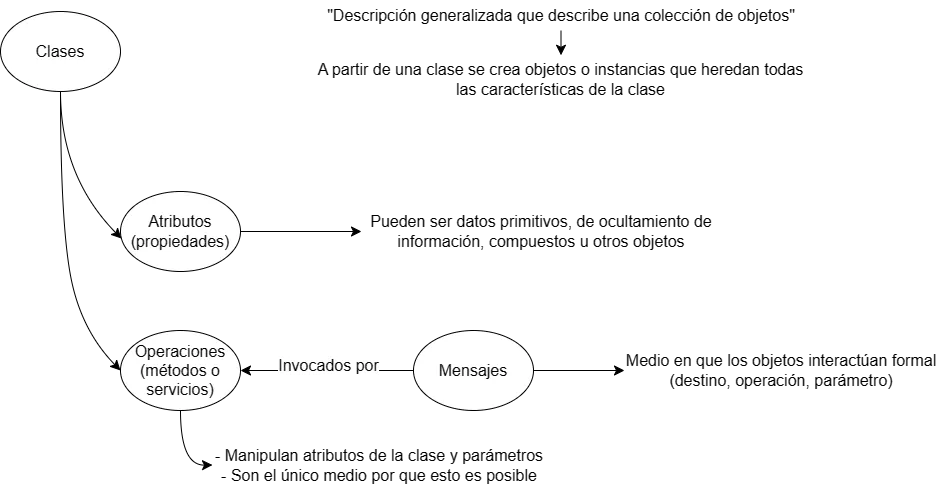 Clases
"Descripción generalizada que describe una colección de objetos"
A partir de una clase se crea objetos o instancias que heredan todas
las características de la clase
Atributos
(propiedades)
Pueden ser datos primitivos, de ocultamiento de
información, compuestos u otros objetos
Operaciones
(métodos o
servicios)
Invocados por
Mensajes
Medio en que los objetos interactúan formal
(destino, operación, parámetro)
- Manipulan atributos de la clase y parámetros
- Son el único medio por que esto es posible